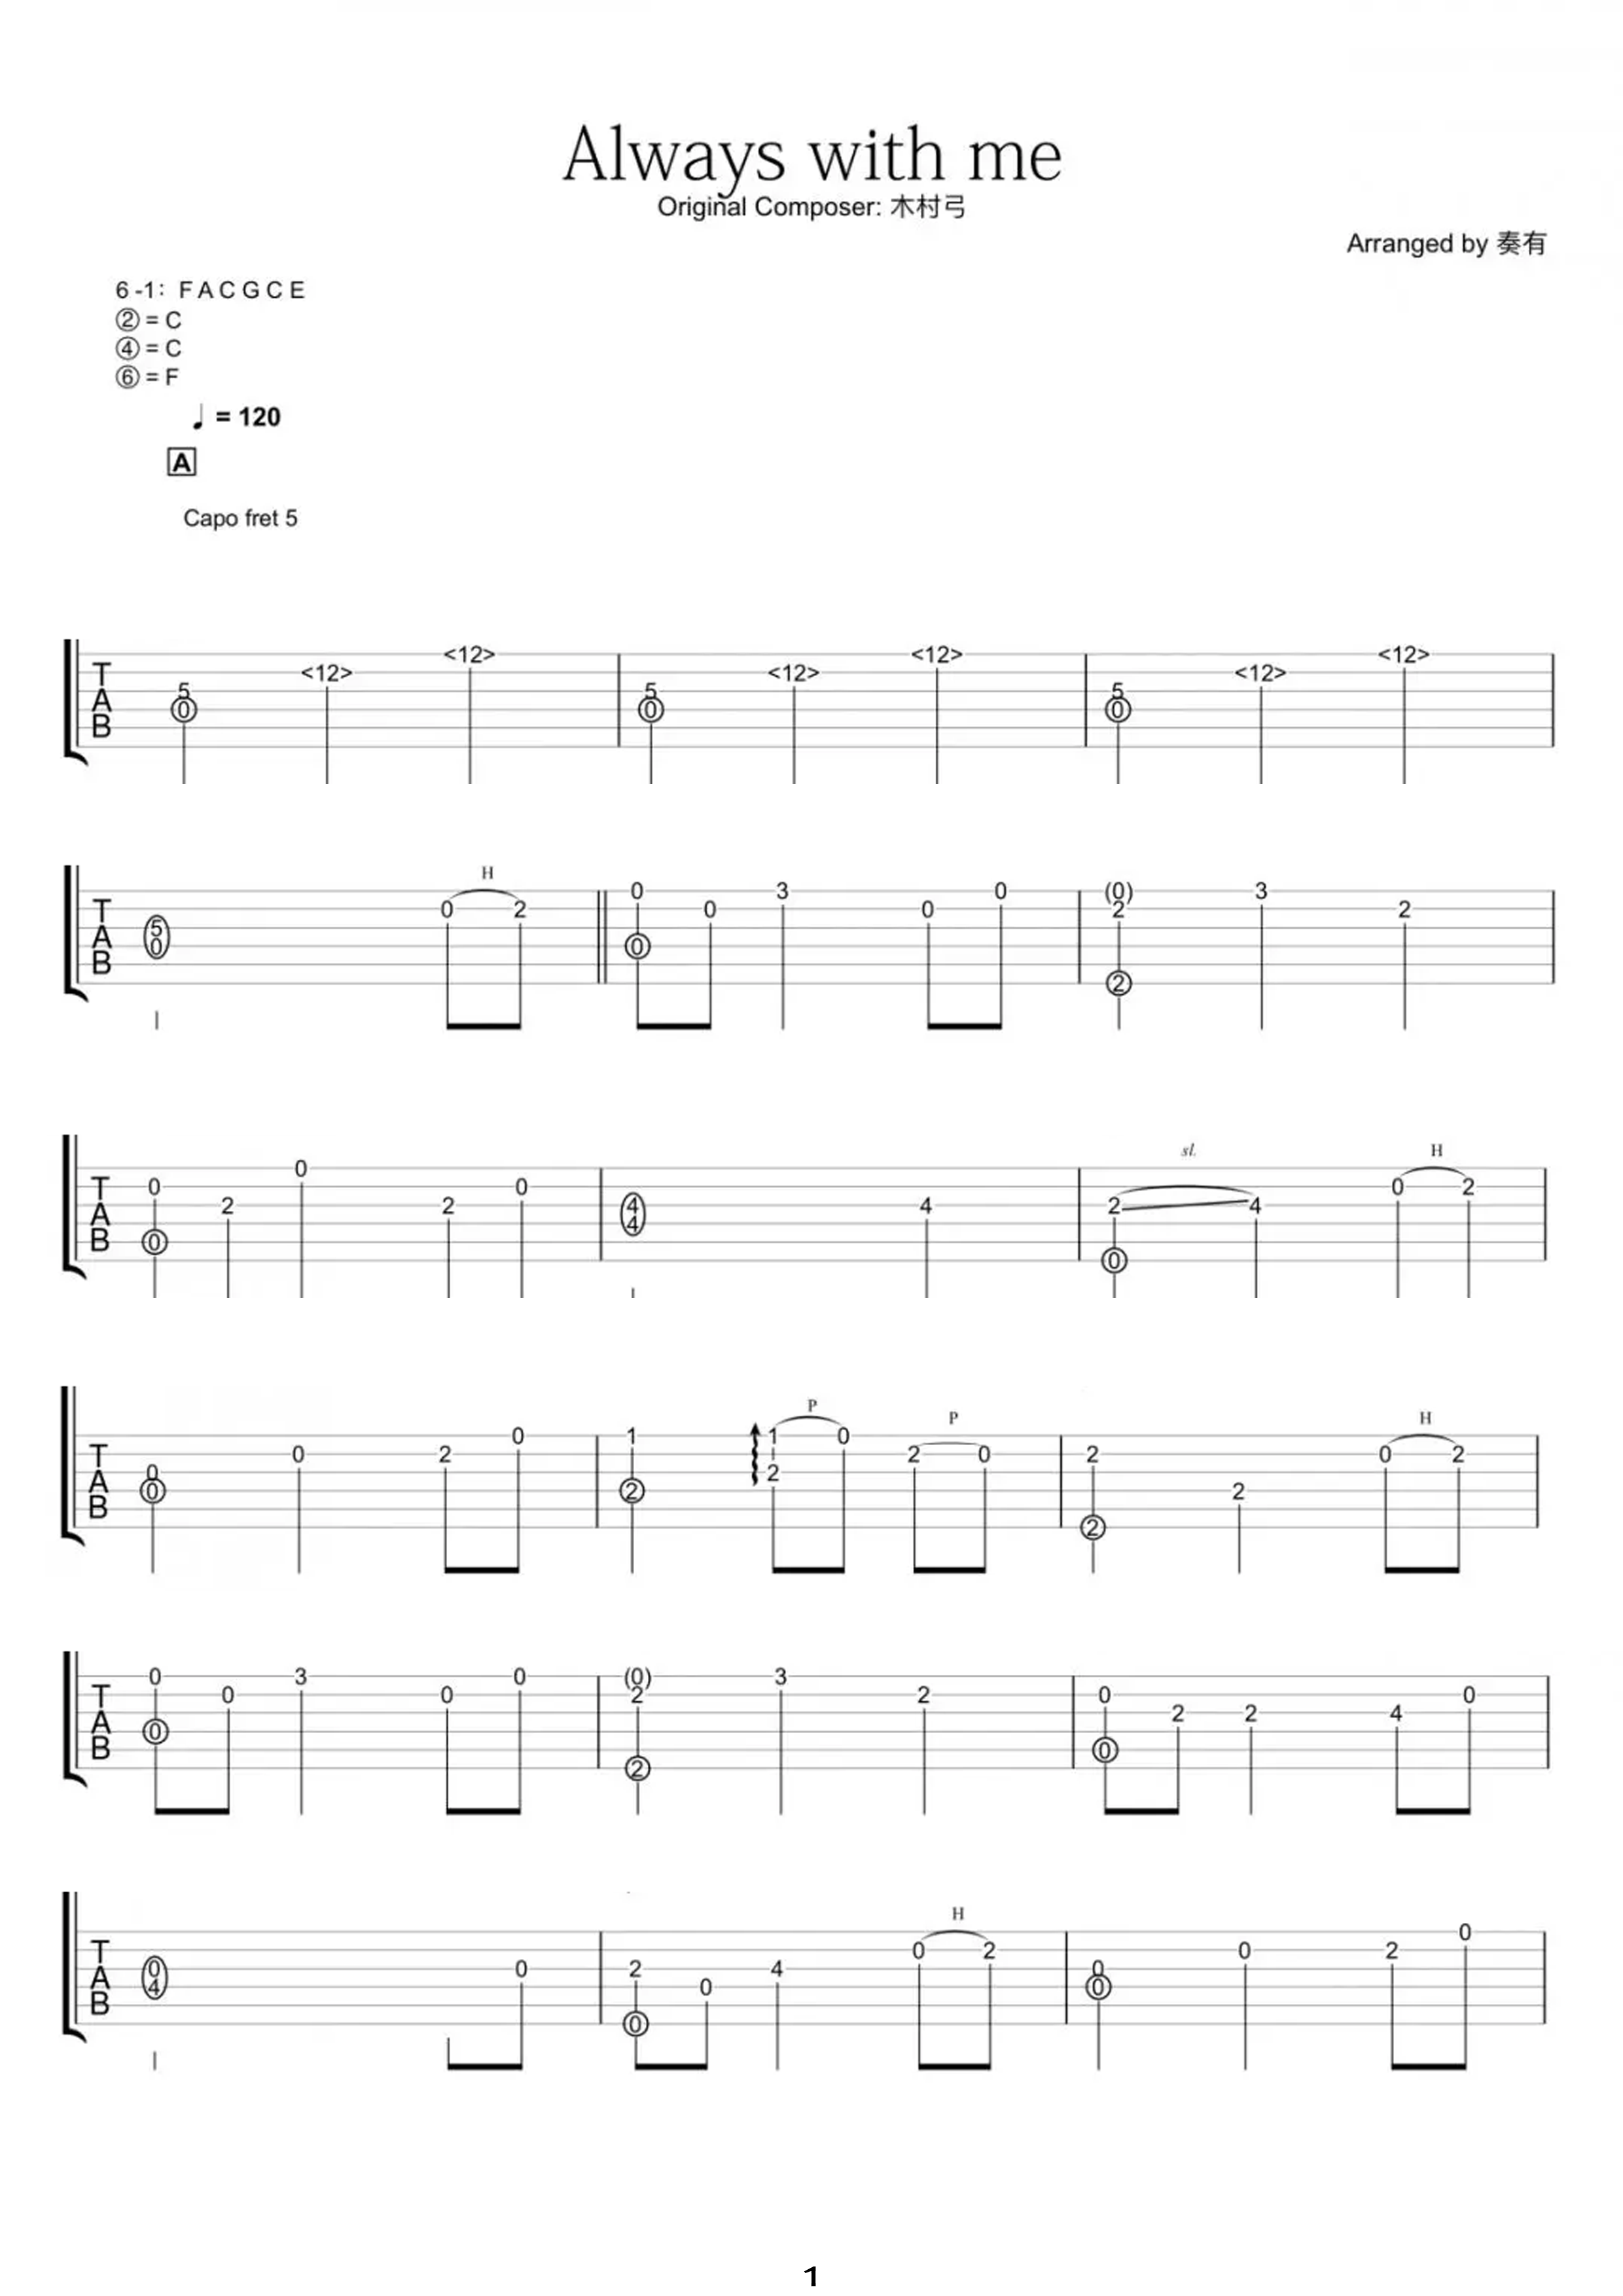 Always with me
Original Composer: 木村弓
Arranged by 奏有
6 -1: F A C G C E
② = C
④ = C
⑥ = F
♩ = 120
A
Capo fret 5
<12> <12> <12>
T 5 <12> <12> <12>
A 0 5 0 5 0
B
H
0 3 0 (0) 3
T 0 2 0 0 2 2
A 5 0 0
B 2
sl. H
0
T 0 0 0 2
A 2 2 4 4 4 2 4
B 0 0
P P H
0 1 1 0
T 0 2 2 0 2 0 2
A 0 0 2 2 2
B 2
0 3 0 (0) 3
T 0 0 2 2 0 0
A 0 2 2 4
B 2 0
H
0
T 0 2 0 2
A 0 4 0 2 0 4 0 0
B 0
1